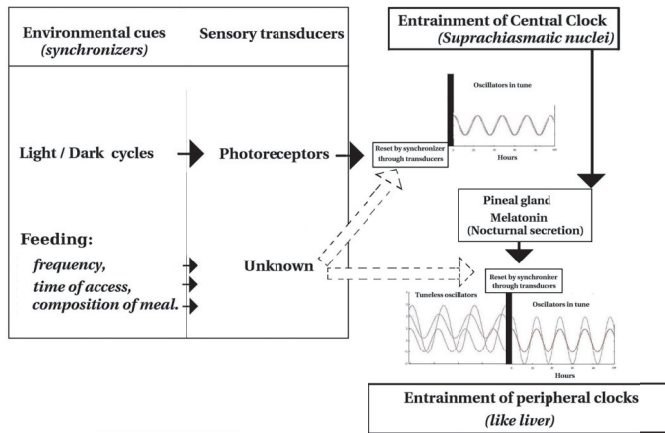 Environmental cues
(synchronizers)
Sensory transducers
Entrainment of Central Clock
(Suprachiasmatic nuclei)
Oscillators in tune
Hours
Light / Dark cycles
Photoreceptors
Reset by synchronizer
through transducers
Pineal gland
Melatonin
(Nocturnal secretion)
Feeding:
frequency,
time of access,
composition of meal.
Unknown
Reset by synchronizer
through transducers
Tuneless oscillators
Oscillators in tune
Hours
Entrainment of peripheral clocks
(like liver)